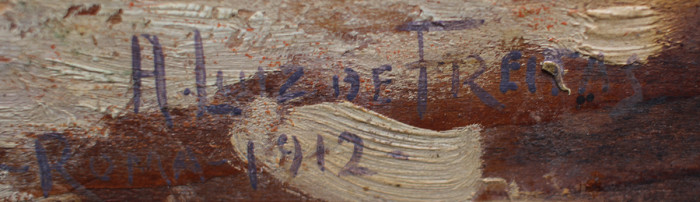 A. LUIZ DE FREITAS
- ROMA - 1912 -